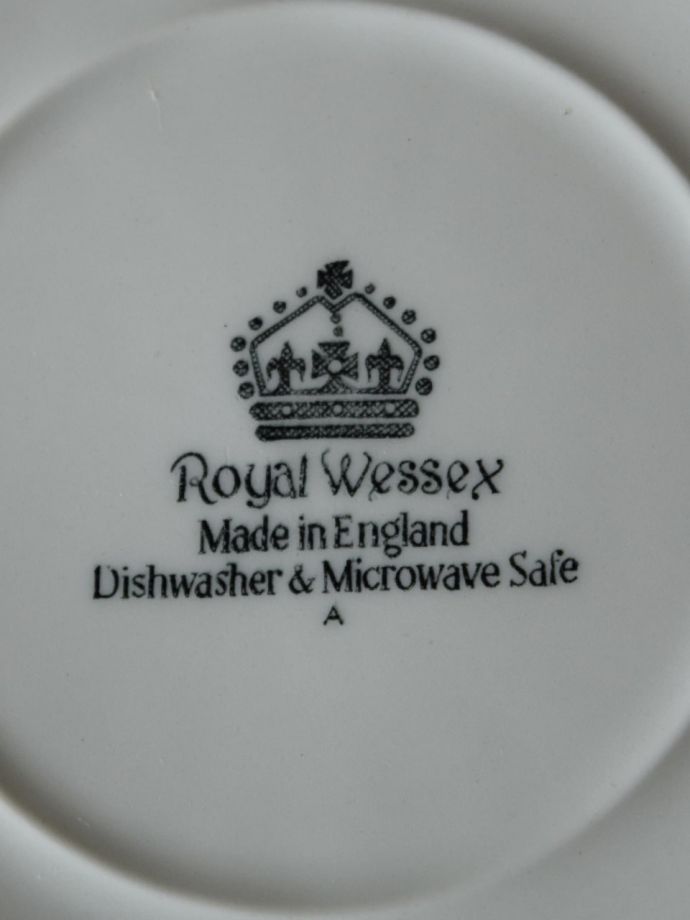 Royal Wessex
Made in England
Dishwasher & Microwave Safe
A